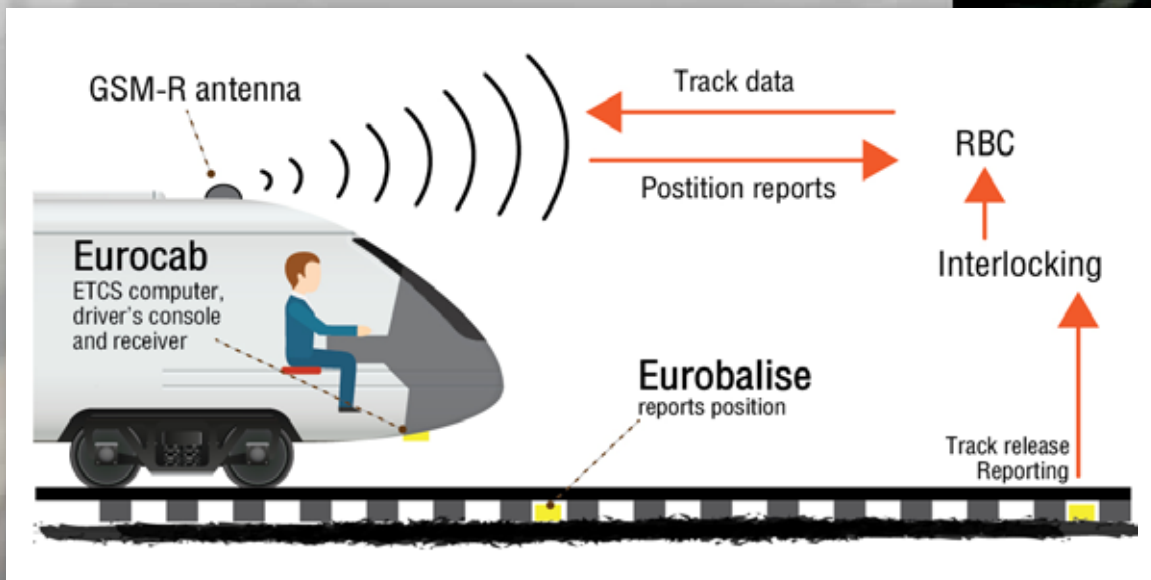 GSM-R antenna
Track data
RBC
Postition reports
Eurocab
ETCS computer,
driver's console
and receiver
Interlocking
Eurobalise
reports position
Track release
Reporting